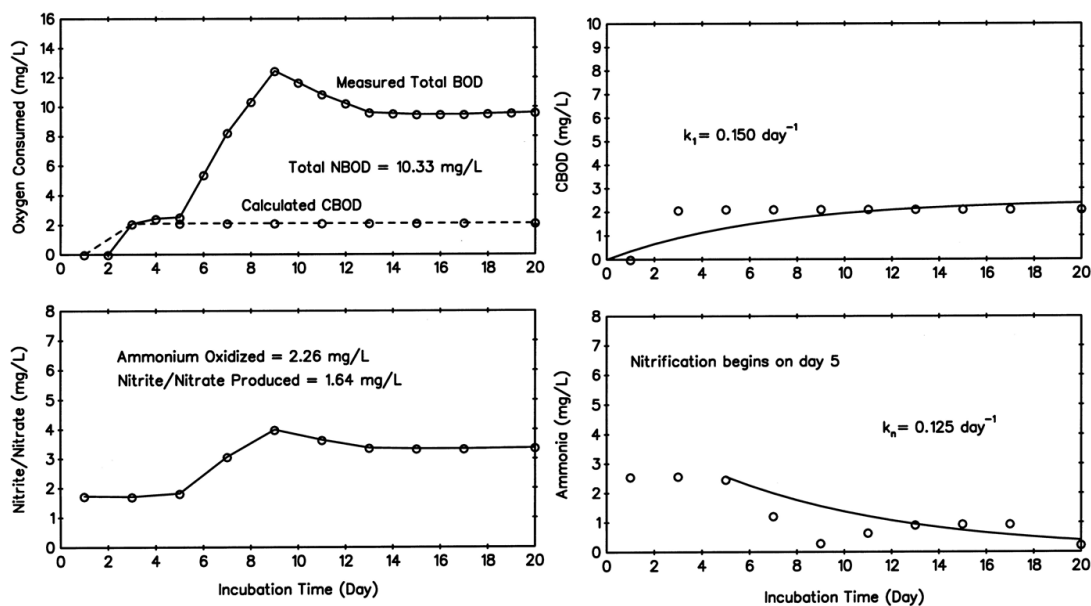 Oxygen Consumed (mg/L)
16
14
12
10
8
6
4
2
0
Measured Total BOD
Total NBOD = 10.33 mg/L
Calculated CBOD
0 2 4 6 8 10 12 14 16 18 20
CBOD (mg/L)
10
9
8
7
6
5
4
3
2
1
0
k₁= 0.150 day⁻¹
0 2 4 6 8 10 12 14 16 18 20
Nitrite/Nitrate (mg/L)
8
7
6
5
4
3
2
1
0
Ammonium Oxidized = 2.26 mg/L
Nitrite/Nitrate Produced = 1.64 mg/L
0 2 4 6 8 10 12 14 16 18 20
Incubation Time (Day)
Ammonia (mg/L)
8
7
6
5
4
3
2
1
0
Nitrification begins on day 5
kₙ= 0.125 day⁻¹
0 2 4 6 8 10 12 14 16 18 20
Incubation Time (Day)